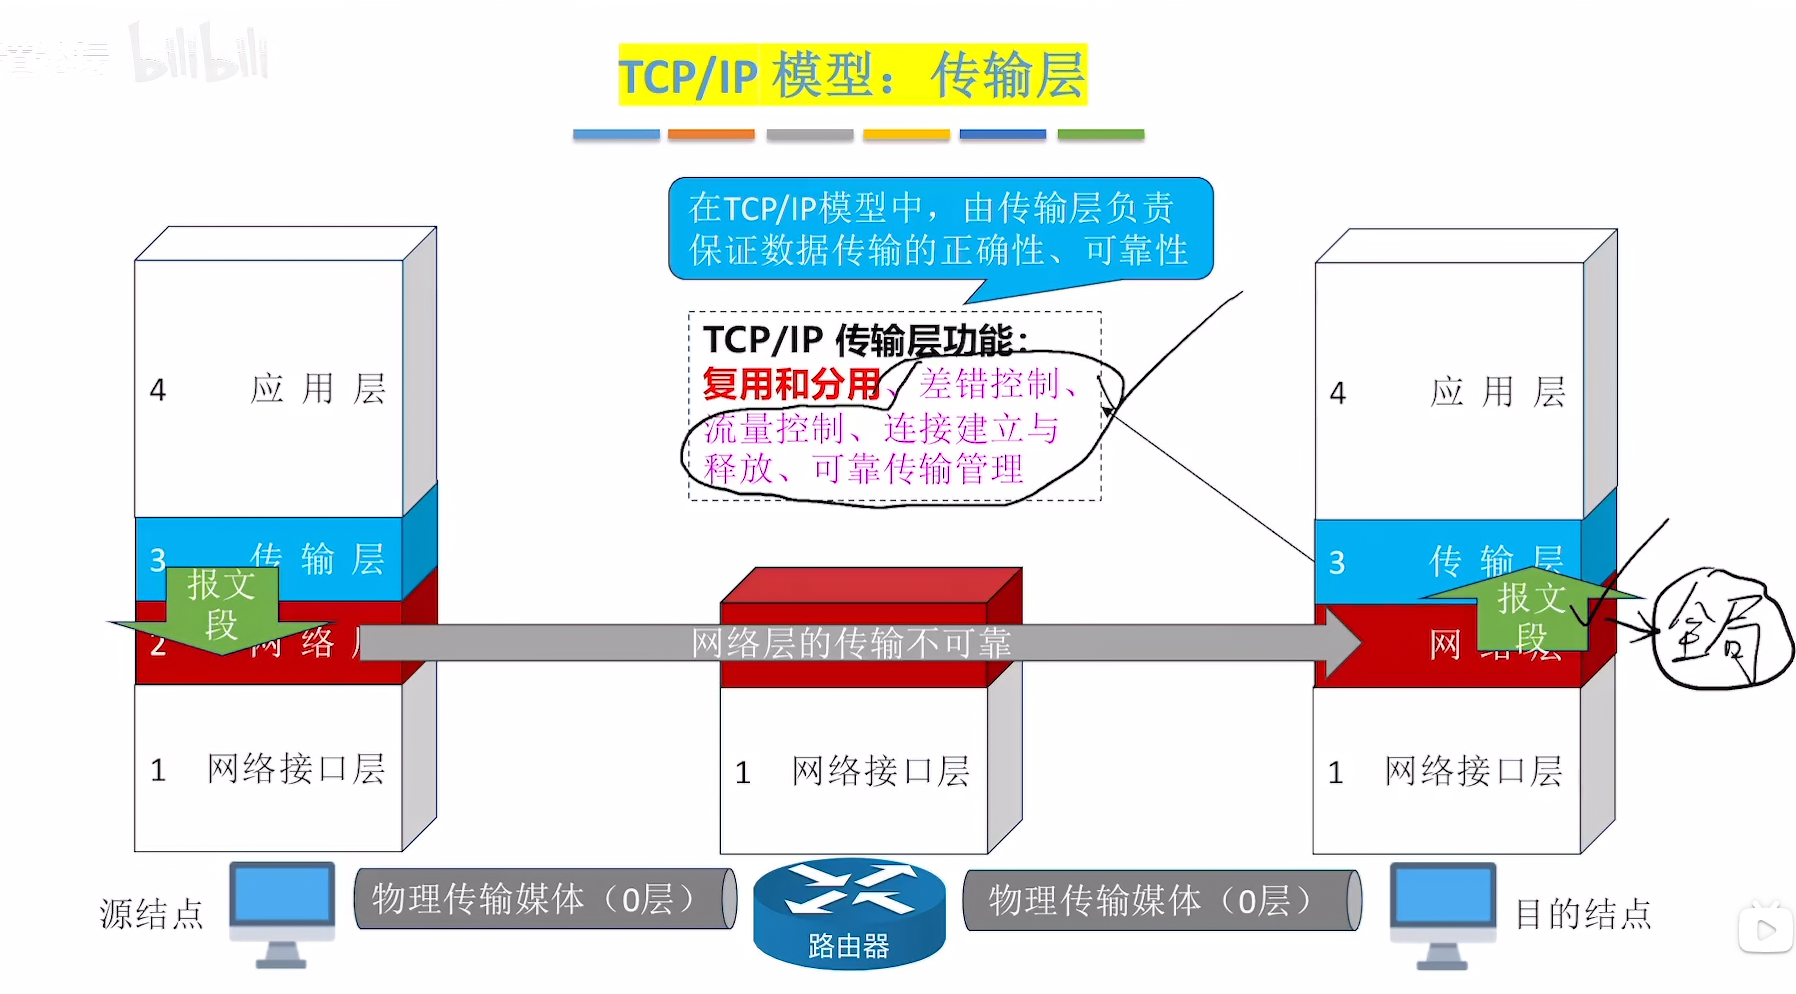 bilibili
TCP/IP 模型：传输层
在TCP/IP模型中，由传输层负责
保证数据传输的正确性、可靠性
TCP/IP 传输层功能：
复用和分用、差错控制、
流量控制、连接建立与
释放、可靠传输管理
4 应用层
4 应用层
3 传输层
3 传输层
报文
段
报文
段
全局
2 网络层
网络层的传输不可靠
网络层
1 网络接口层
1 网络接口层
1 网络接口层
源结点
物理传输媒体（0层）
路由器
物理传输媒体（0层）
目的结点